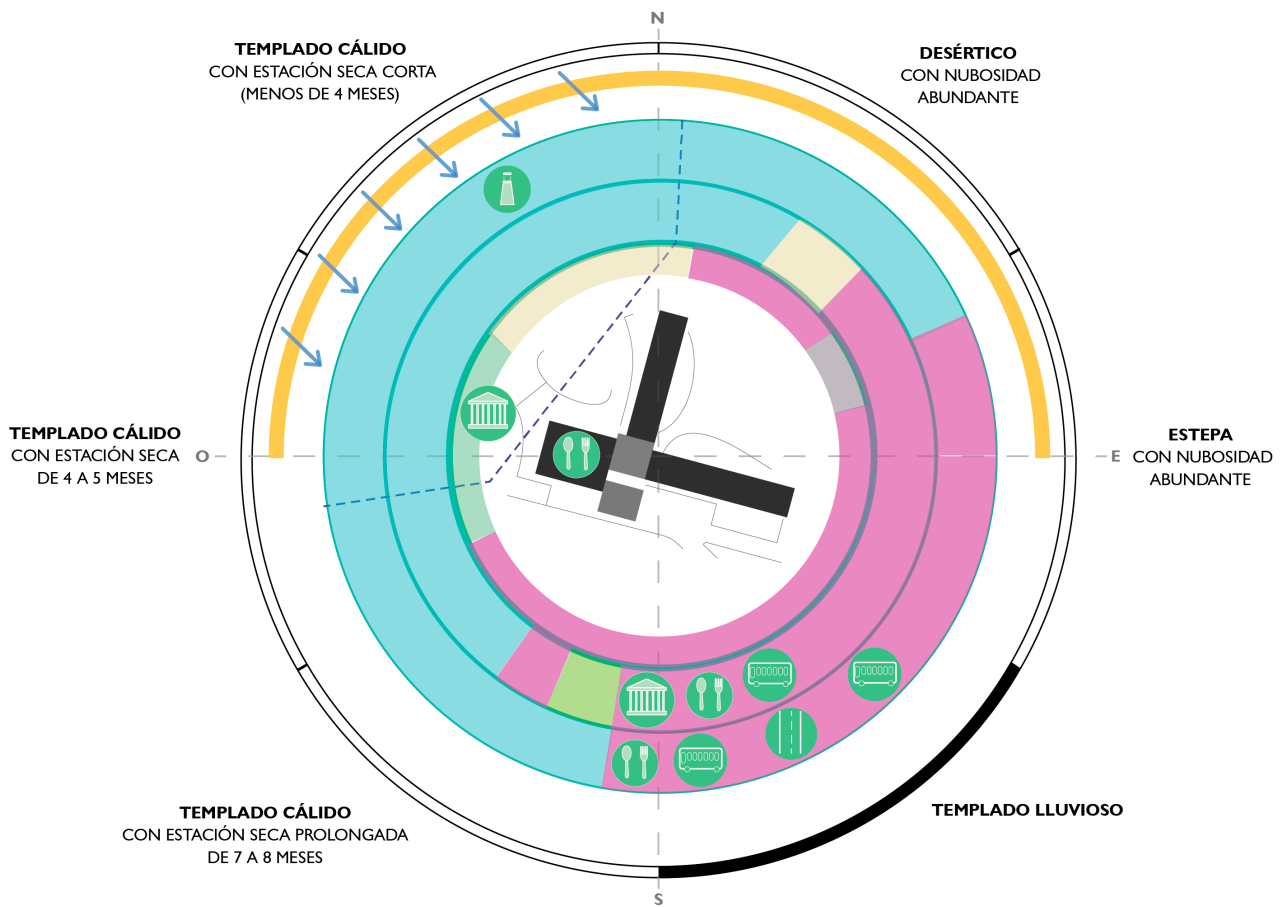 N
TEMPLADO CÁLIDO
CON ESTACIÓN SECA CORTA
(MENOS DE 4 MESES)
DESÉRTICO
CON NUBOSIDAD
ABUNDANTE
TEMPLADO CÁLIDO
CON ESTACIÓN SECA
DE 4 A 5 MESES
O
E
ESTEPA
CON NUBOSIDAD
ABUNDANTE
TEMPLADO CÁLIDO
CON ESTACIÓN SECA PROLONGADA
DE 7 A 8 MESES
TEMPLADO LLUVIOSO
S